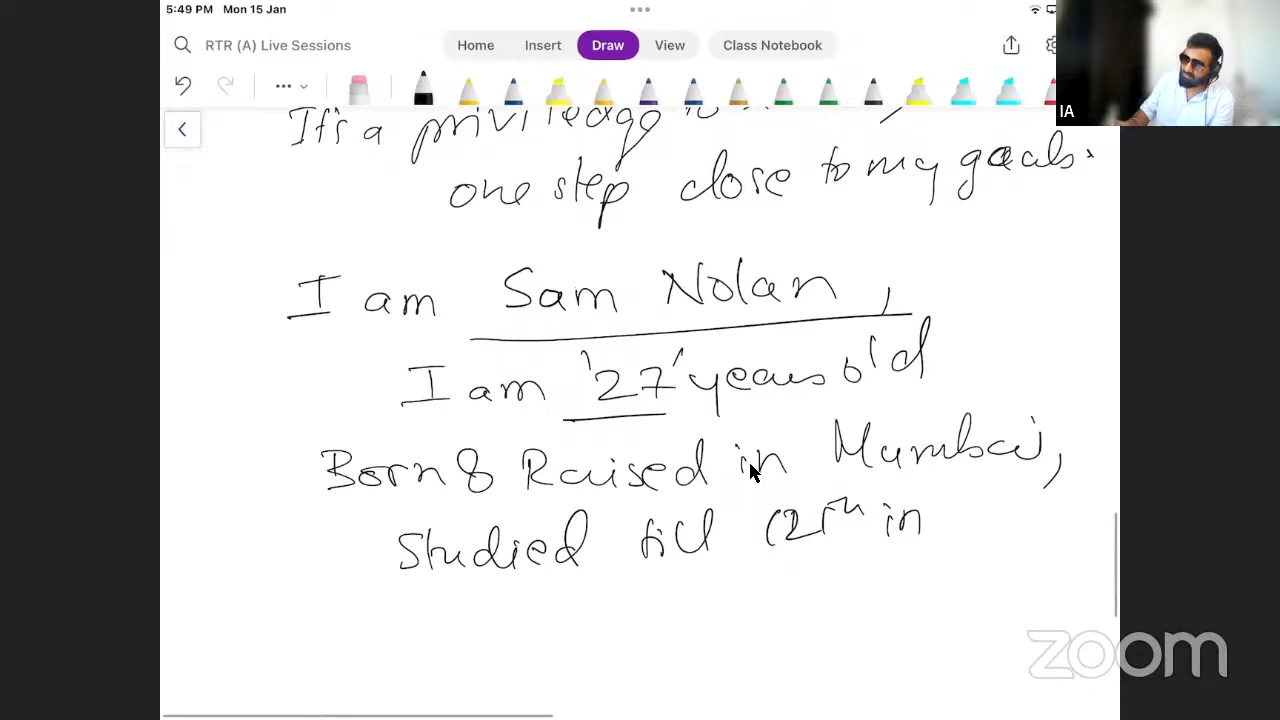 5:49 PM Mon 15 Jan
RTR (A) Live Sessions
Home Insert Draw View Class Notebook
IA
It's a
one step close to my goals.
I am Sam Nolan,
I am '27' years old
Born & Raised in Mumbai,
Studied till 12th in
zoom